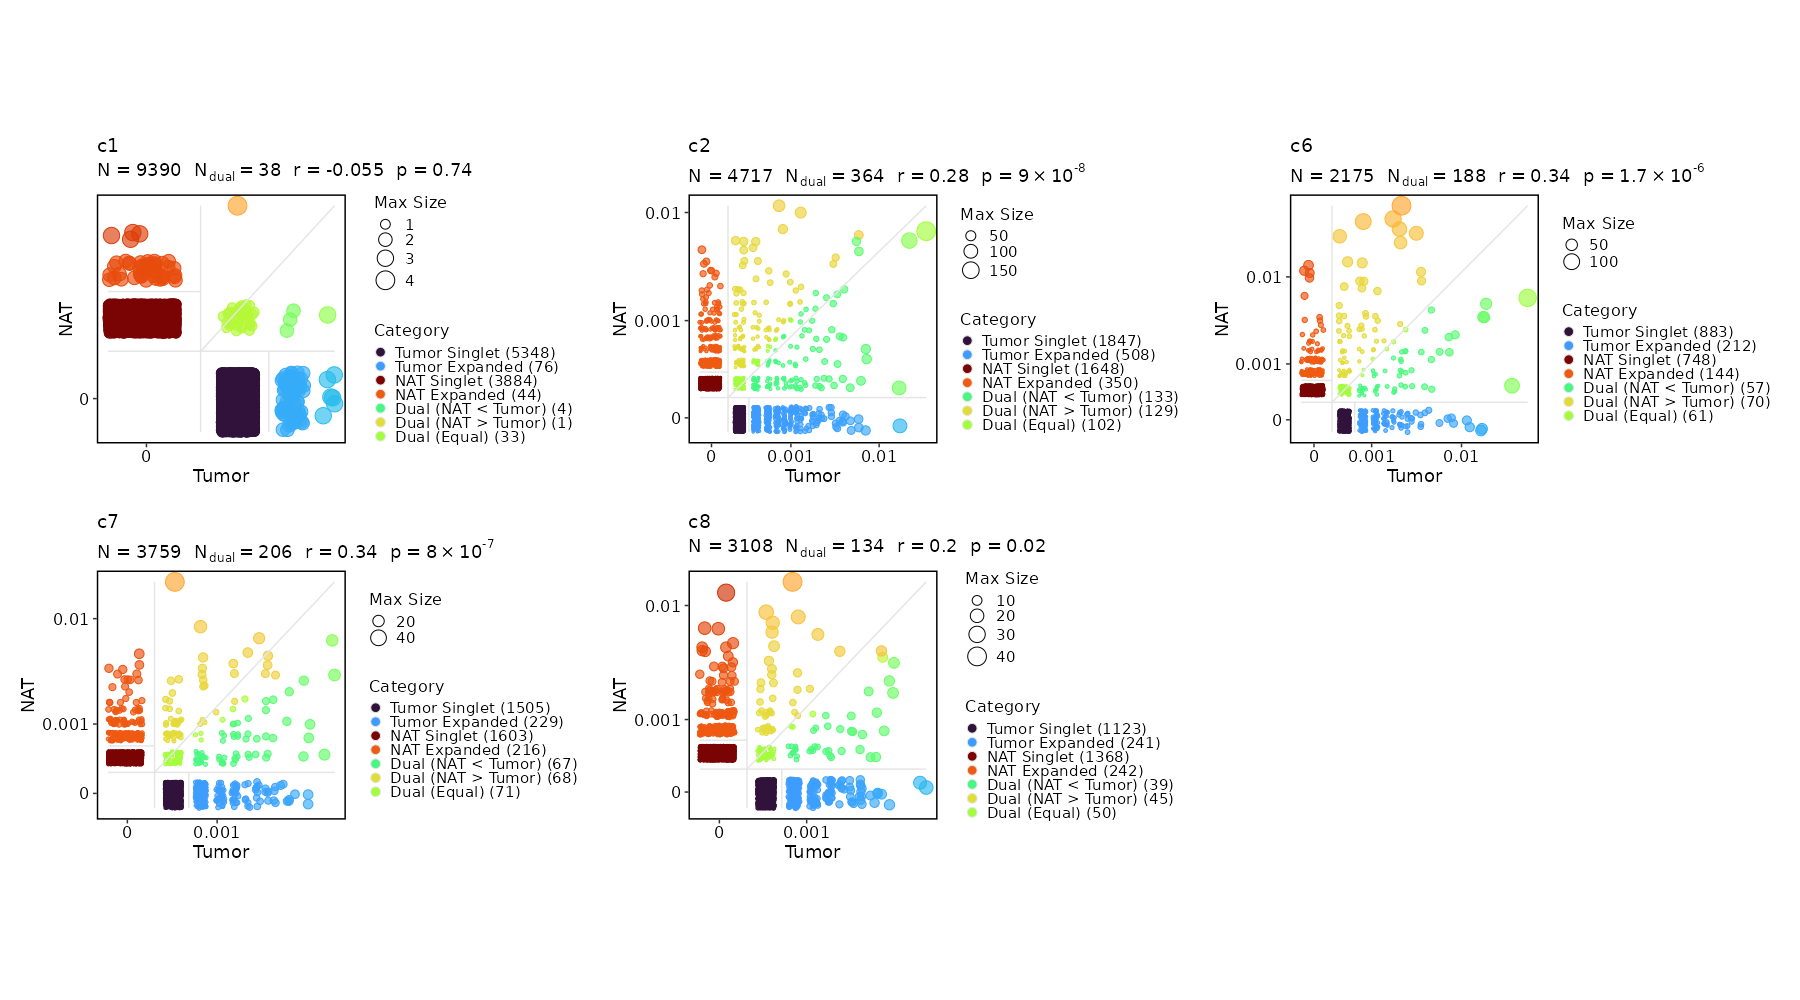 c1
N = 9390 Ndual = 38 r = -0.055 p = 0.74
NAT
0
0
Tumor
Max Size
1
2
3
4
Category
Tumor Singlet (5348)
Tumor Expanded (76)
NAT Singlet (3884)
NAT Expanded (44)
Dual (NAT < Tumor) (4)
Dual (NAT > Tumor) (1)
Dual (Equal) (33)
c2
N = 4717 Ndual = 364 r = 0.28 p = 9 × 10-8
NAT
0.01
0.001
0
0 0.001 0.01
Tumor
Max Size
50
100
150
Category
Tumor Singlet (1847)
Tumor Expanded (508)
NAT Singlet (1648)
NAT Expanded (350)
Dual (NAT < Tumor) (133)
Dual (NAT > Tumor) (129)
Dual (Equal) (102)
c6
N = 2175 Ndual = 188 r = 0.34 p = 1.7 × 10-6
NAT
0.01
0.001
0
0 0.001 0.01
Tumor
Max Size
50
100
Category
Tumor Singlet (883)
Tumor Expanded (212)
NAT Singlet (748)
NAT Expanded (144)
Dual (NAT < Tumor) (57)
Dual (NAT > Tumor) (70)
Dual (Equal) (61)
c7
N = 3759 Ndual = 206 r = 0.34 p = 8 × 10-7
NAT
0.01
0.001
0
0 0.001
Tumor
Max Size
20
40
Category
Tumor Singlet (1505)
Tumor Expanded (229)
NAT Singlet (1603)
NAT Expanded (216)
Dual (NAT < Tumor) (67)
Dual (NAT > Tumor) (68)
Dual (Equal) (71)
c8
N = 3108 Ndual = 134 r = 0.2 p = 0.02
NAT
0.01
0.001
0
0 0.001
Tumor
Max Size
10
20
30
40
Category
Tumor Singlet (1123)
Tumor Expanded (241)
NAT Singlet (1368)
NAT Expanded (242)
Dual (NAT < Tumor) (39)
Dual (NAT > Tumor) (45)
Dual (Equal) (50)